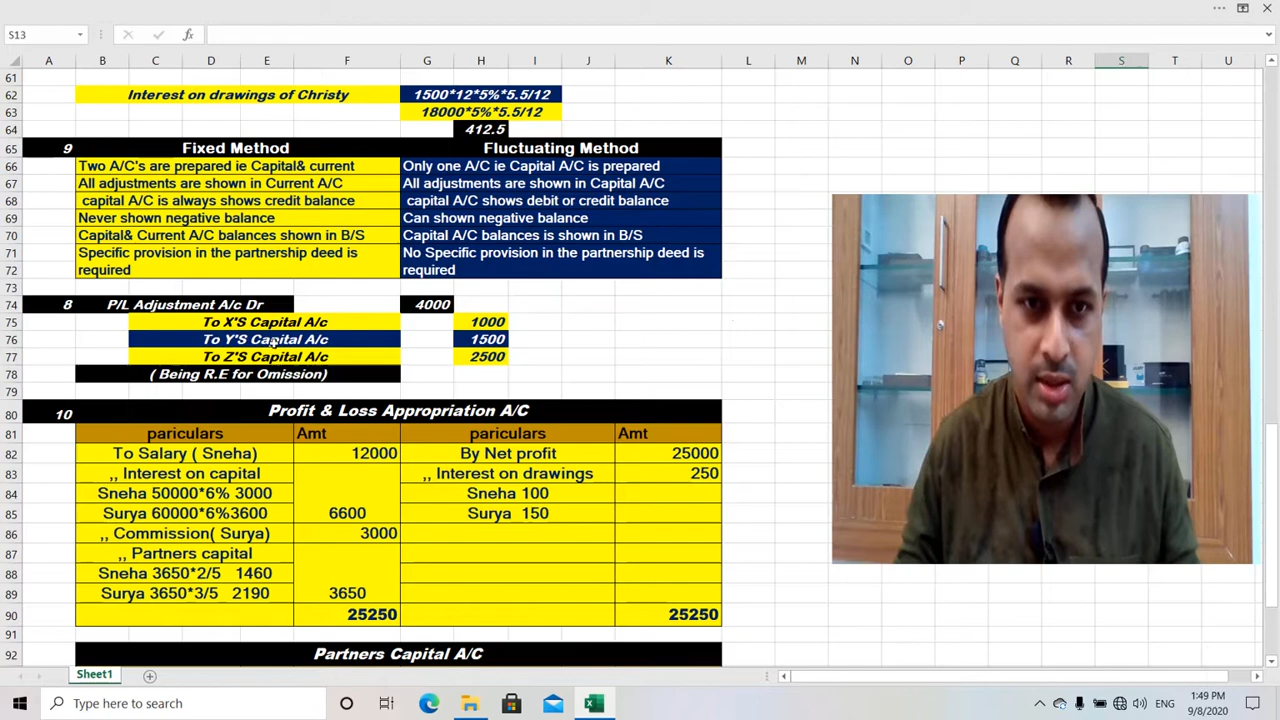 S13
fx
A B C D E F G H I J K L M N O P Q R S T U
61
62 Interest on drawings of Christy 1500*12*5%*5.5/12
63 18000*5%*5.5/12
64 412.5
65 9 Fixed Method Fluctuating Method
66 Two A/C's are prepared ie Capital& current Only one A/C ie Capital A/C is prepared
67 All adjustments are shown in Current A/C All adjustments are shown in Capital A/C
68 capital A/C is always shows credit balance capital A/C shows debit or credit balance
69 Never shown negative balance Can shown negative balance
70 Capital& Current A/C balances shown in B/S Capital A/C balances is shown in B/S
71 Specific provision in the partnership deed is No Specific provision in the partnership deed is
72 required required
73
74 8 P/L Adjustment A/c Dr 4000
75 To X'S Capital A/c 1000
76 To Y'S Capital A/c 1500
77 To Z'S Capital A/c 2500
78 ( Being R.E for Omission)
79
80 10 Profit & Loss Appropriation A/C
81 pariculars Amt pariculars Amt
82 To Salary ( Sneha) 12000 By Net profit 25000
83 ,, Interest on capital ,, Interest on drawings 250
84 Sneha 50000*6% 3000 Sneha 100
85 Surya 60000*6%3600 6600 Surya 150
86 ,, Commission( Surya) 3000
87 ,, Partners capital
88 Sneha 3650*2/5 1460
89 Surya 3650*3/5 2190 3650
90 25250 25250
91
92 Partners Capital A/C
Sheet1
Type here to search
ENG
1:49 PM
9/8/2020